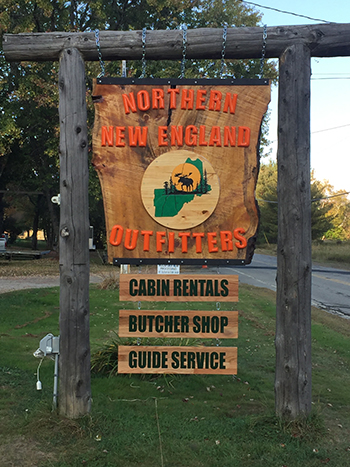 NORTHERN
NEW ENGLAND
OUTFITTERS
CABIN RENTALS
BUTCHER SHOP
GUIDE SERVICE